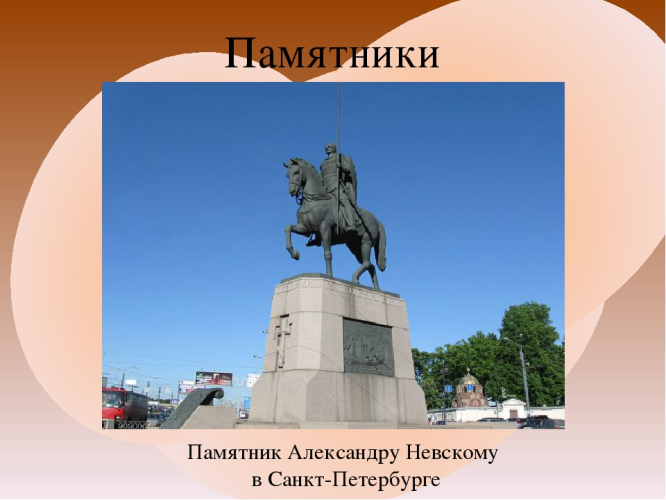 Памятники
Памятник Александру Невскому
в Санкт-Петербурге